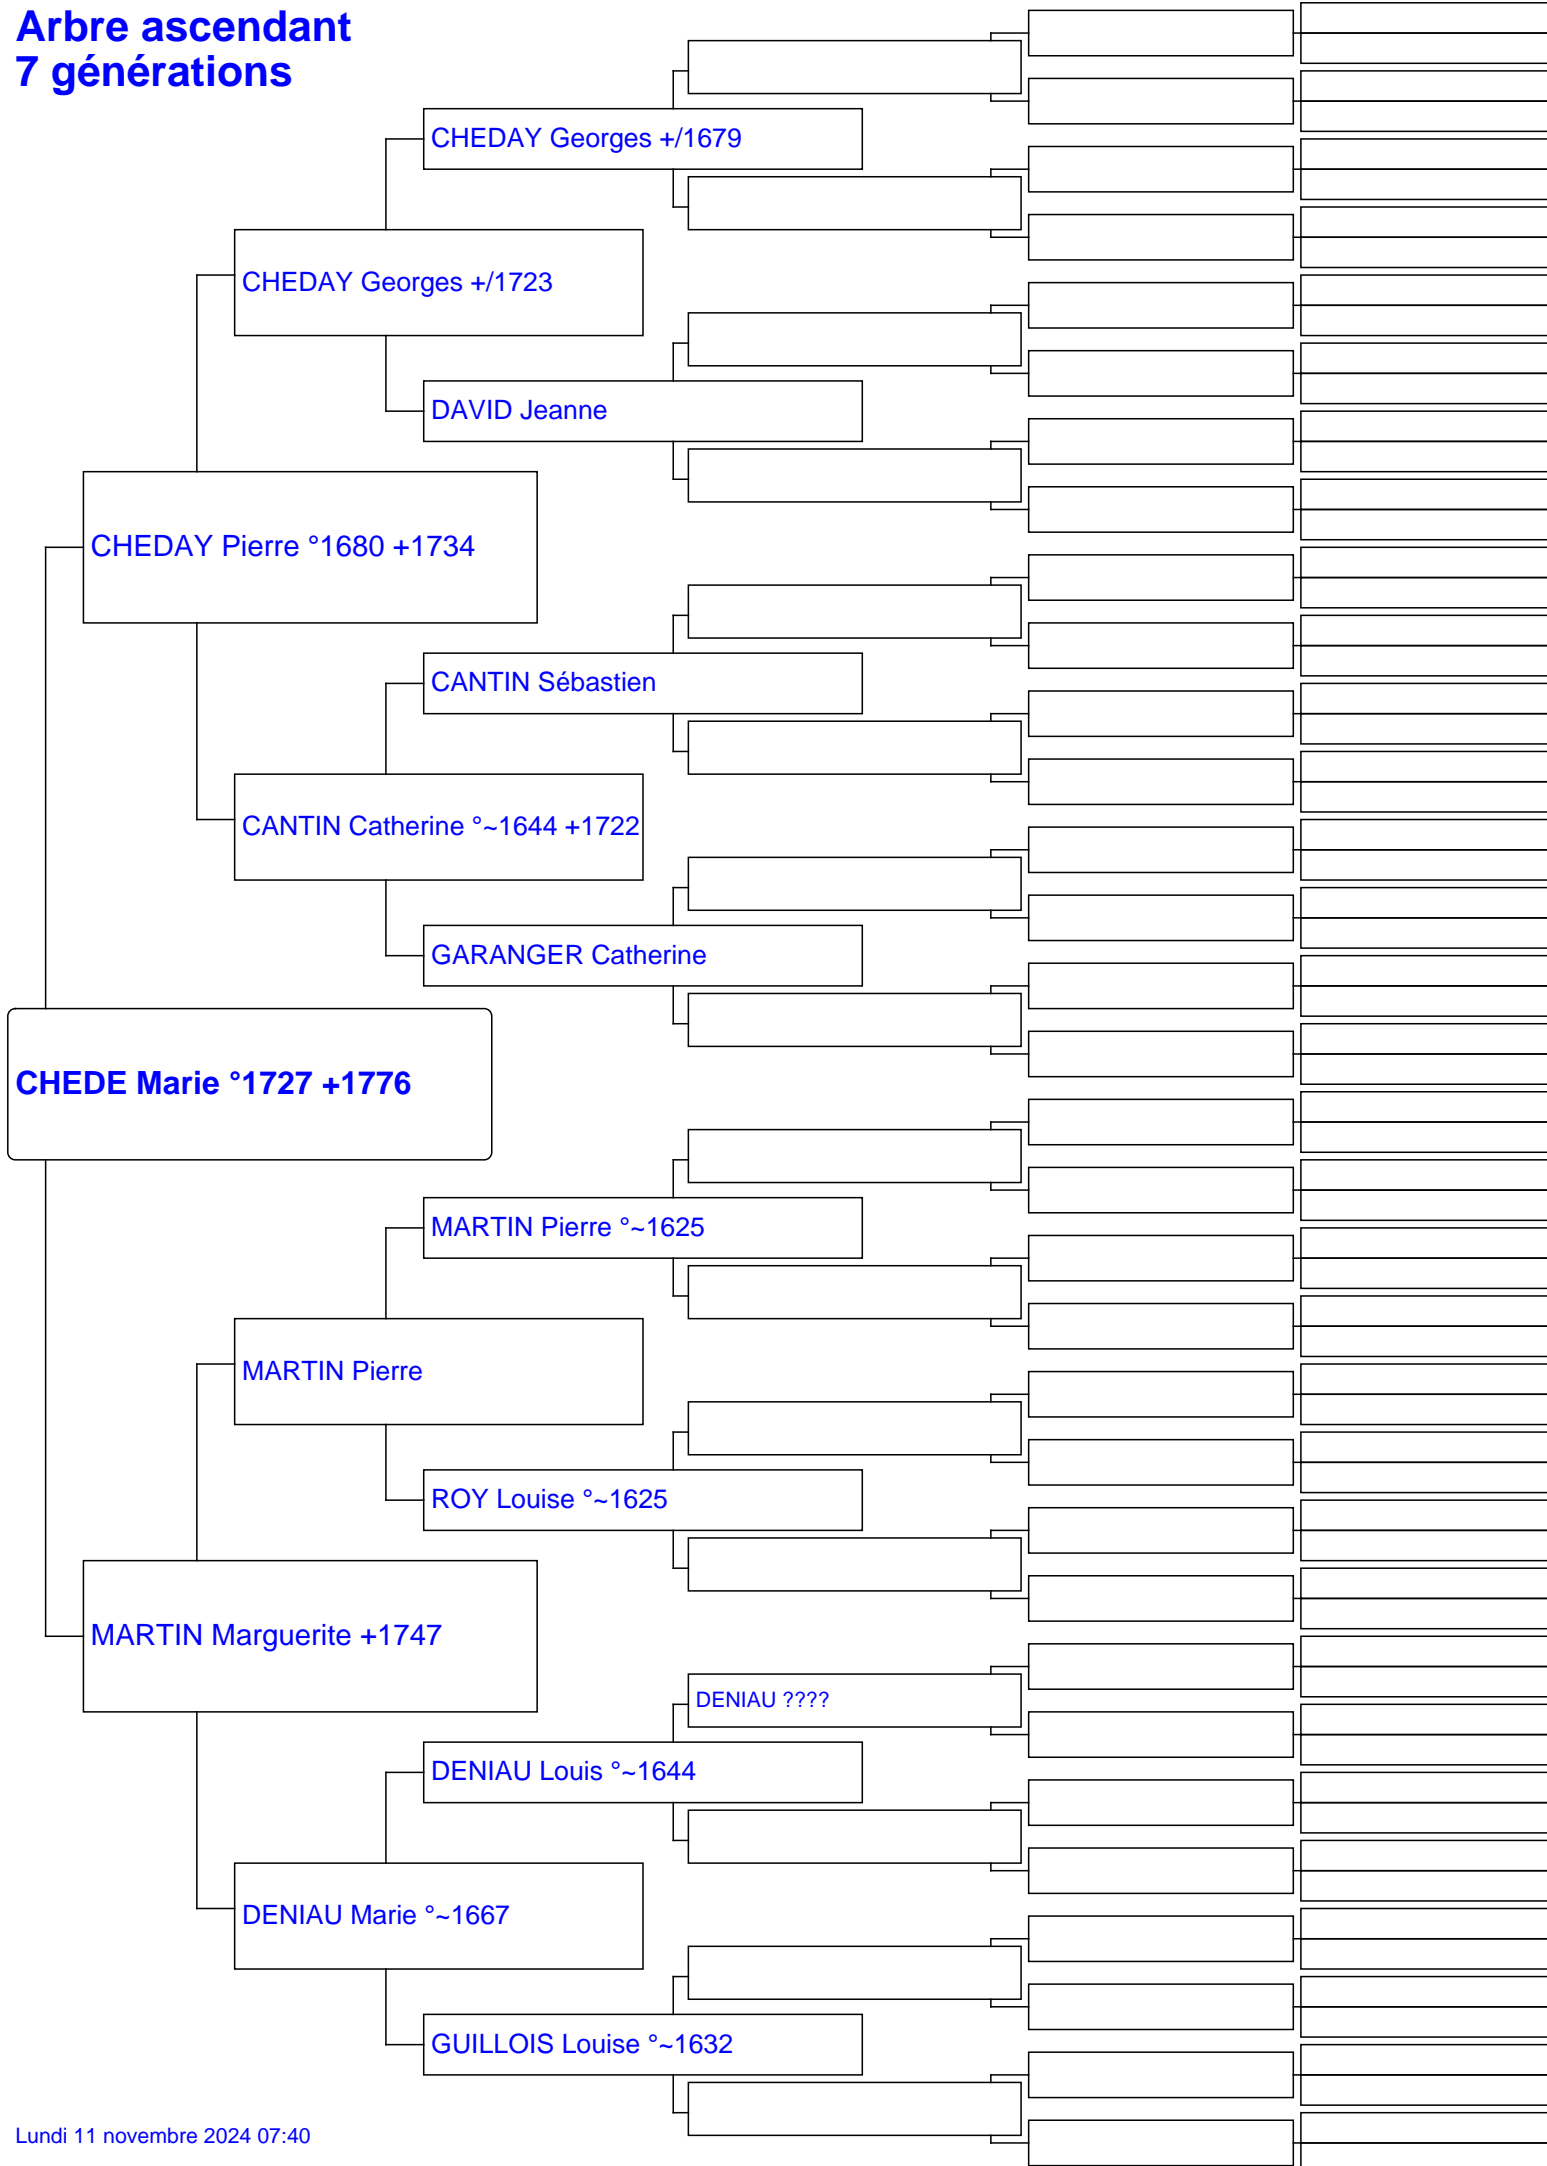 Arbre ascendant
7 générations
CHEDAY Georges +/1679
CHEDAY Georges +/1723
DAVID Jeanne
CHEDAY Pierre °1680 +1734
CANTIN Sébastien
CANTIN Catherine °~1644 +1722
GARANGER Catherine
CHEDE Marie °1727 +1776
MARTIN Pierre °~1625
MARTIN Pierre
ROY Louise °~1625
MARTIN Marguerite +1747
DENIAU ????
DENIAU Louis °~1644
DENIAU Marie °~1667
GUILLOIS Louise °~1632
Lundi 11 novembre 2024 07:40